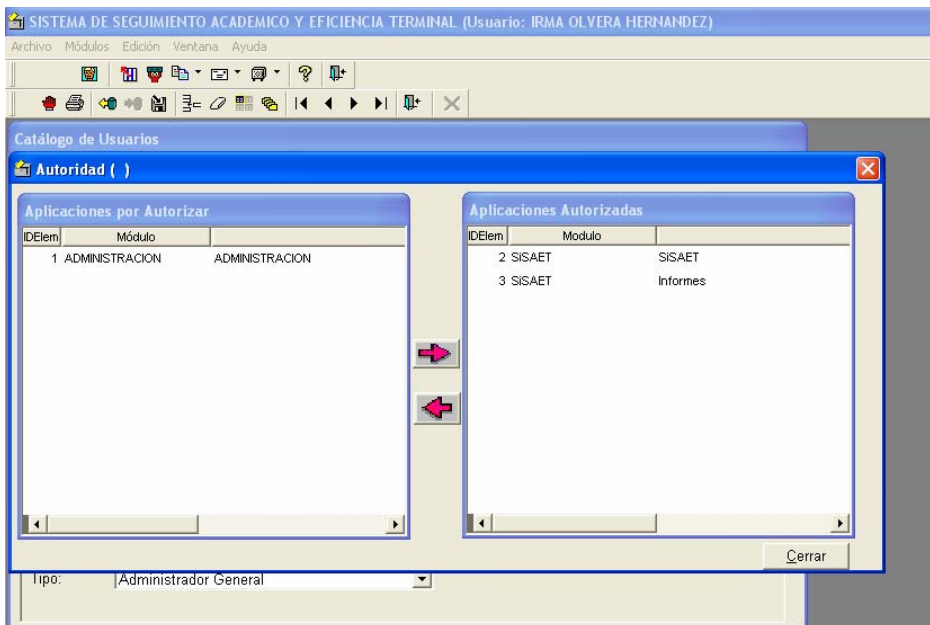 SISTEMA DE SEGUIMIENTO ACADEMICO Y EFICIENCIA TERMINAL (Usuario: IRMA OLVERA HERNANDEZ)
Archivo Módulos Edición Ventana Ayuda
Catálogo de Usuarios
Autoridad ( )
Aplicaciones por Autorizar
IDElem Módulo
1 ADMINISTRACION ADMINISTRACION
Aplicaciones Autorizadas
IDElem Modulo
2 SiSAET SiSAET
3 SiSAET Informes
Cerrar
Tipo: Administrador General